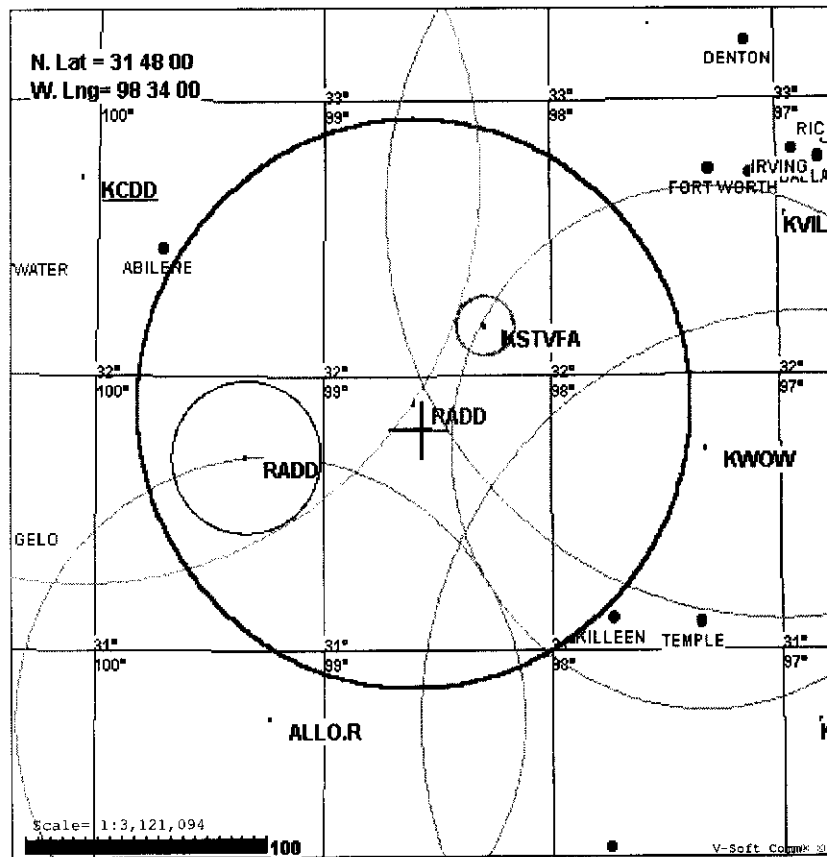 N. Lat = 31 48 00
W. Lng= 98 34 00
DENTON
33°
100°
99
33°
98
33°
97
RIC
IRVING
DALLA
FORT WORTH
KCDD
KVIL
WATER
ABILENE
KSTVFA
32°
100°
32°
99
32°
98
32°
97
RADD
RADD
KWOW
GELO
KILLEEN
TEMPLE
31°
100°
31°
99
31°
98
31°
97
ALLO.R
K
Scale= 1:3,121,094
100
V-Soft Comm